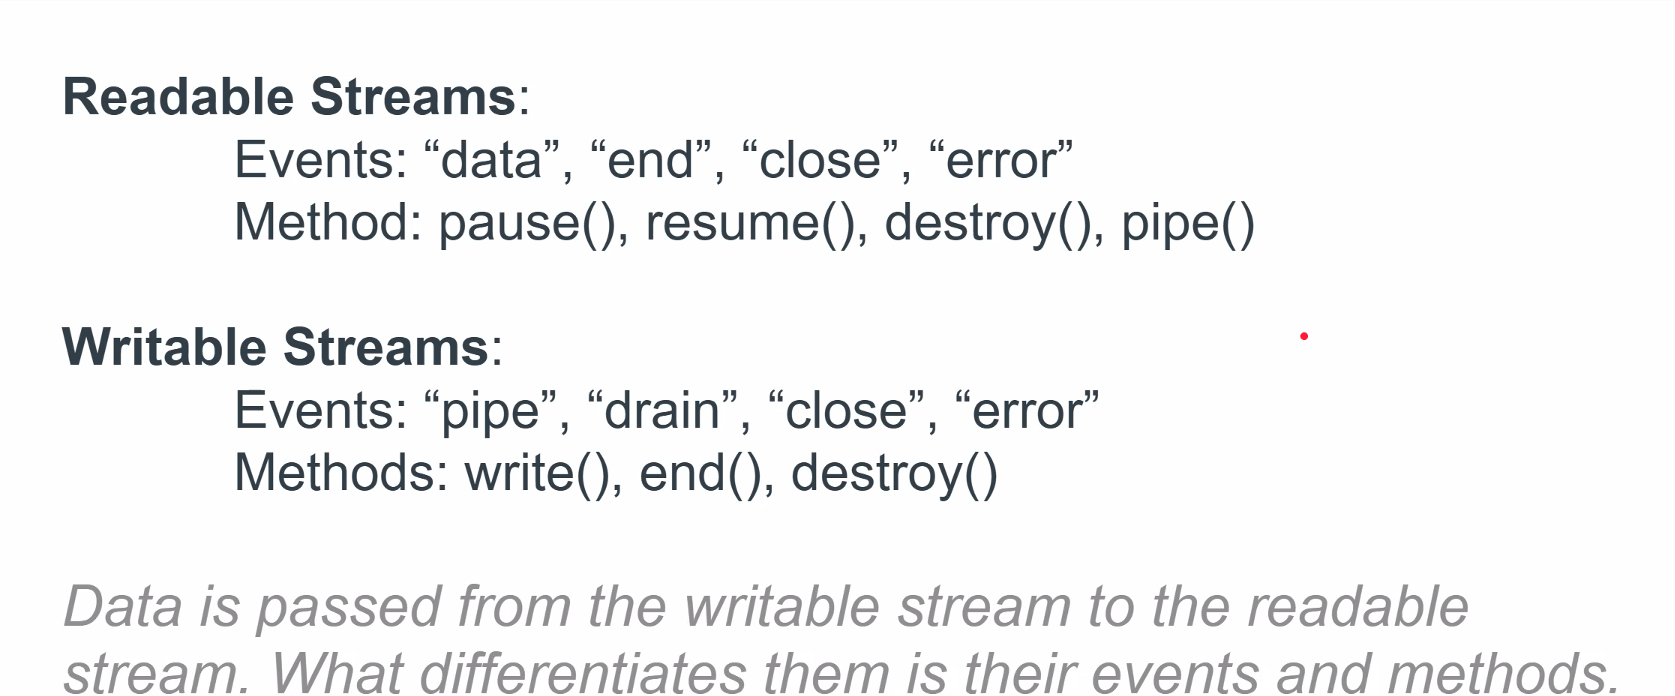 Readable Streams:
Events: “data”, “end”, “close”, “error”
Method: pause(), resume(), destroy(), pipe()
Writable Streams:
Events: “pipe”, “drain”, “close”, “error”
Methods: write(), end(), destroy()
Data is passed from the writable stream to the readable
stream. What differentiates them is their events and methods.